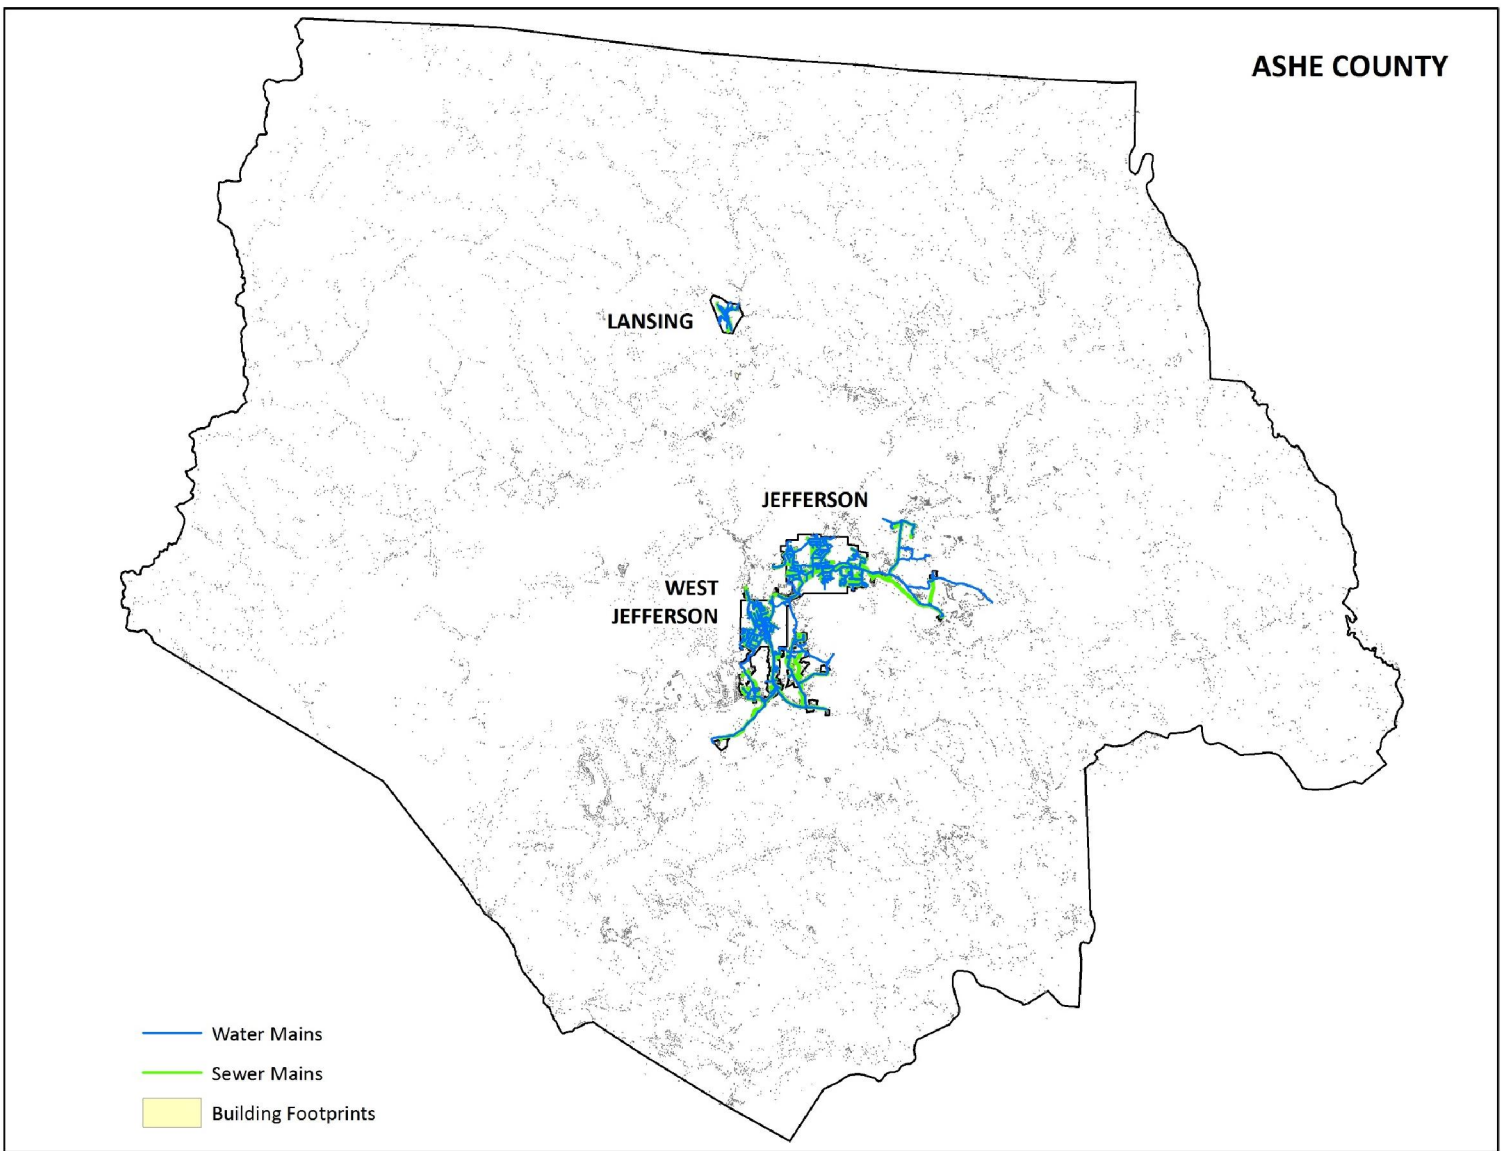 ASHE COUNTY
LANSING
JEFFERSON
WEST
JEFFERSON
Water Mains
Sewer Mains
Building Footprints